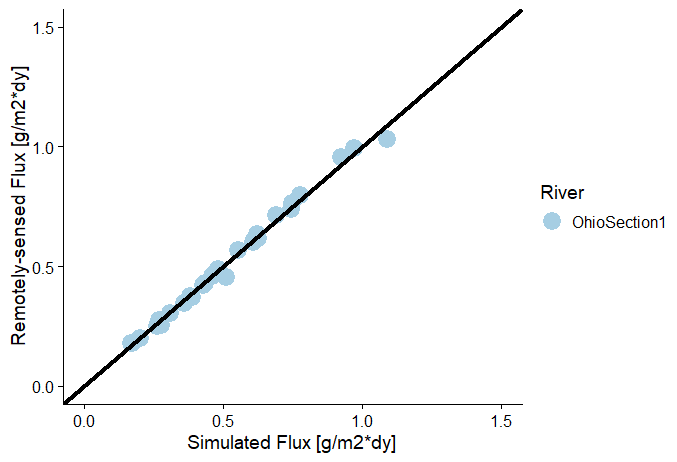 1.5
1.0
0.5
0.0
Remotely-sensed Flux [g/m2*dy]
0.0 0.5 1.0 1.5
Simulated Flux [g/m2*dy]
River
OhioSection1